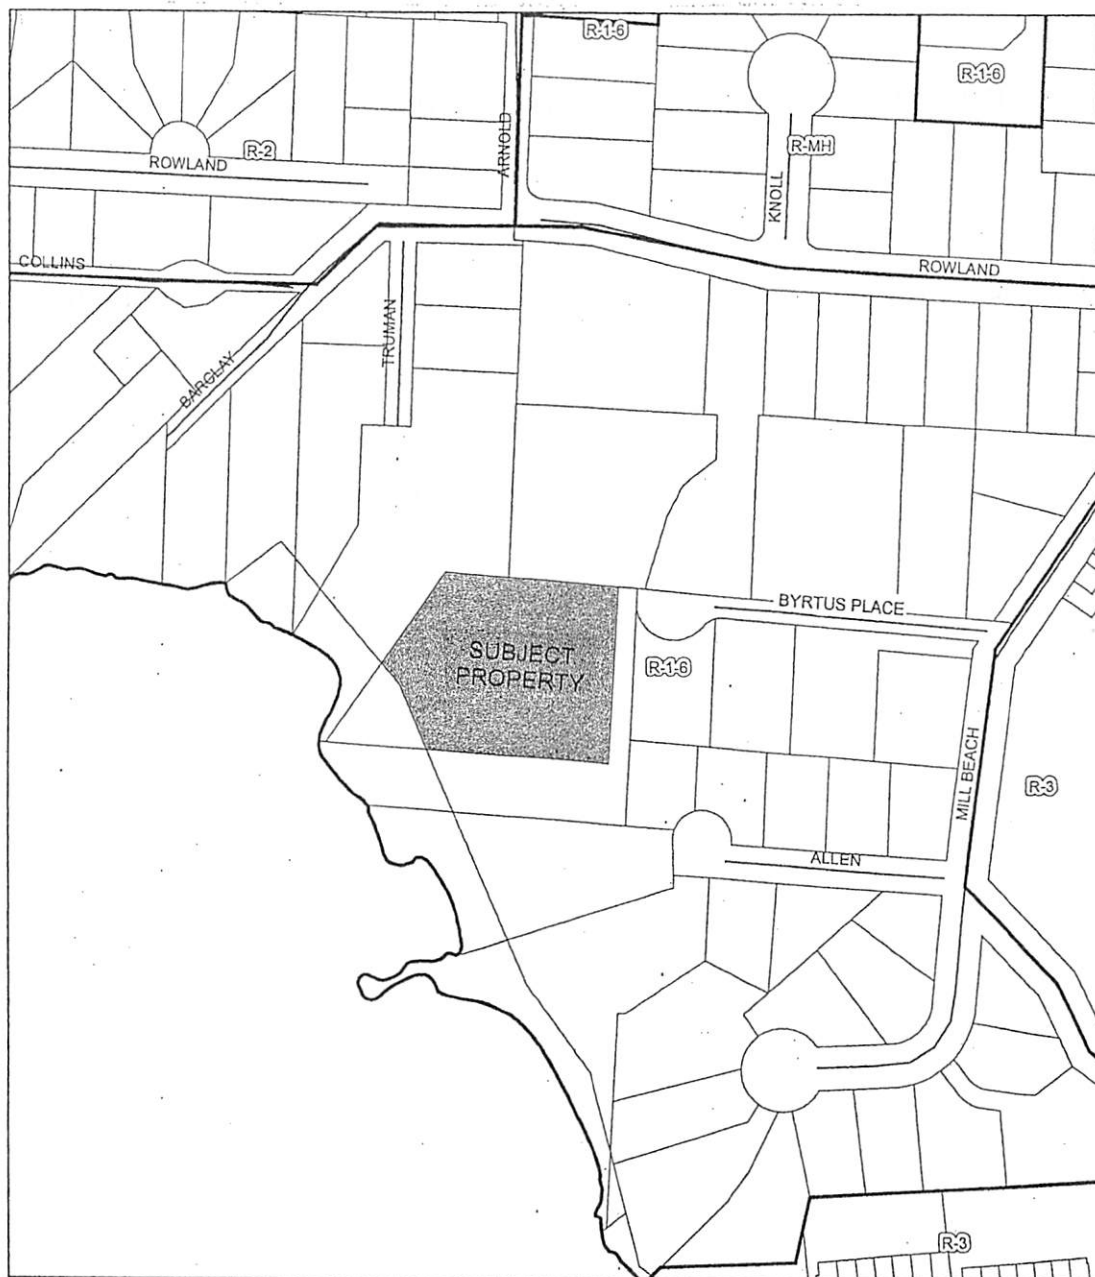 R-1-6
R-1-6
ARNOLD
R-2
ROWLAND
R-MH
KNOLL
COLLINS
ROWLAND
TRUMAN
BARCLAY
BYRTUS PLACE
SUBJECT
PROPERTY
R-1-6
MILL BEACH
R-3
ALLEN
R-3